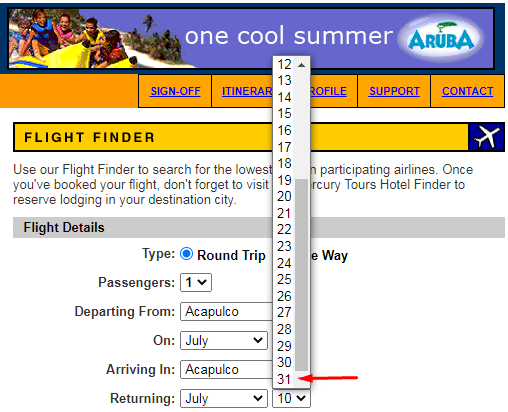 one cool summer ARUBA
SIGN-OFF ITINERAR ROFILE SUPPORT CONTACT
FLIGHT FINDER
Use our Flight Finder to search for the lowest n participating airlines. Once
you've booked your flight, don't forget to visit rcury Tours Hotel Finder to
reserve lodging in your destination city.
Flight Details
Type: Round Trip e Way
Passengers: 1
Departing From: Acapulco
On: July
Arriving In: Acapulco
Returning: July 10
12
13
14
15
16
17
18
19
20
21
22
23
24
25
26
27
28
29
30
31